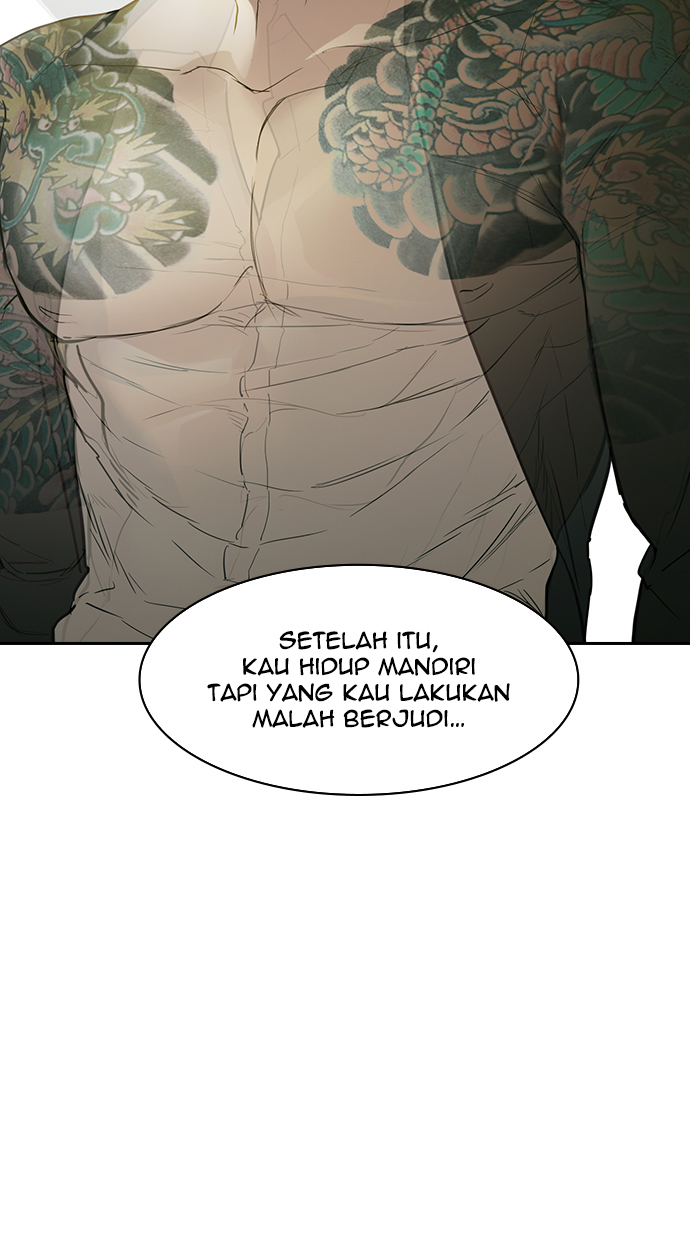 SETELAH ITU,
KAU HIDUP MANDIRI
TAPI YANG KAU LAKUKAN
MALAH BERJUDI...